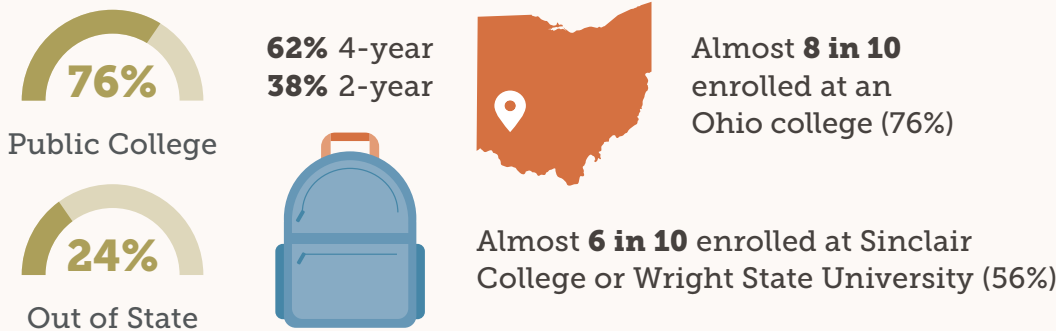 76%
Public College
24%
Out of State
62% 4-year
38% 2-year
Almost 8 in 10
enrolled at an
Ohio college (76%)
Almost 6 in 10 enrolled at Sinclair
College or Wright State University (56%)